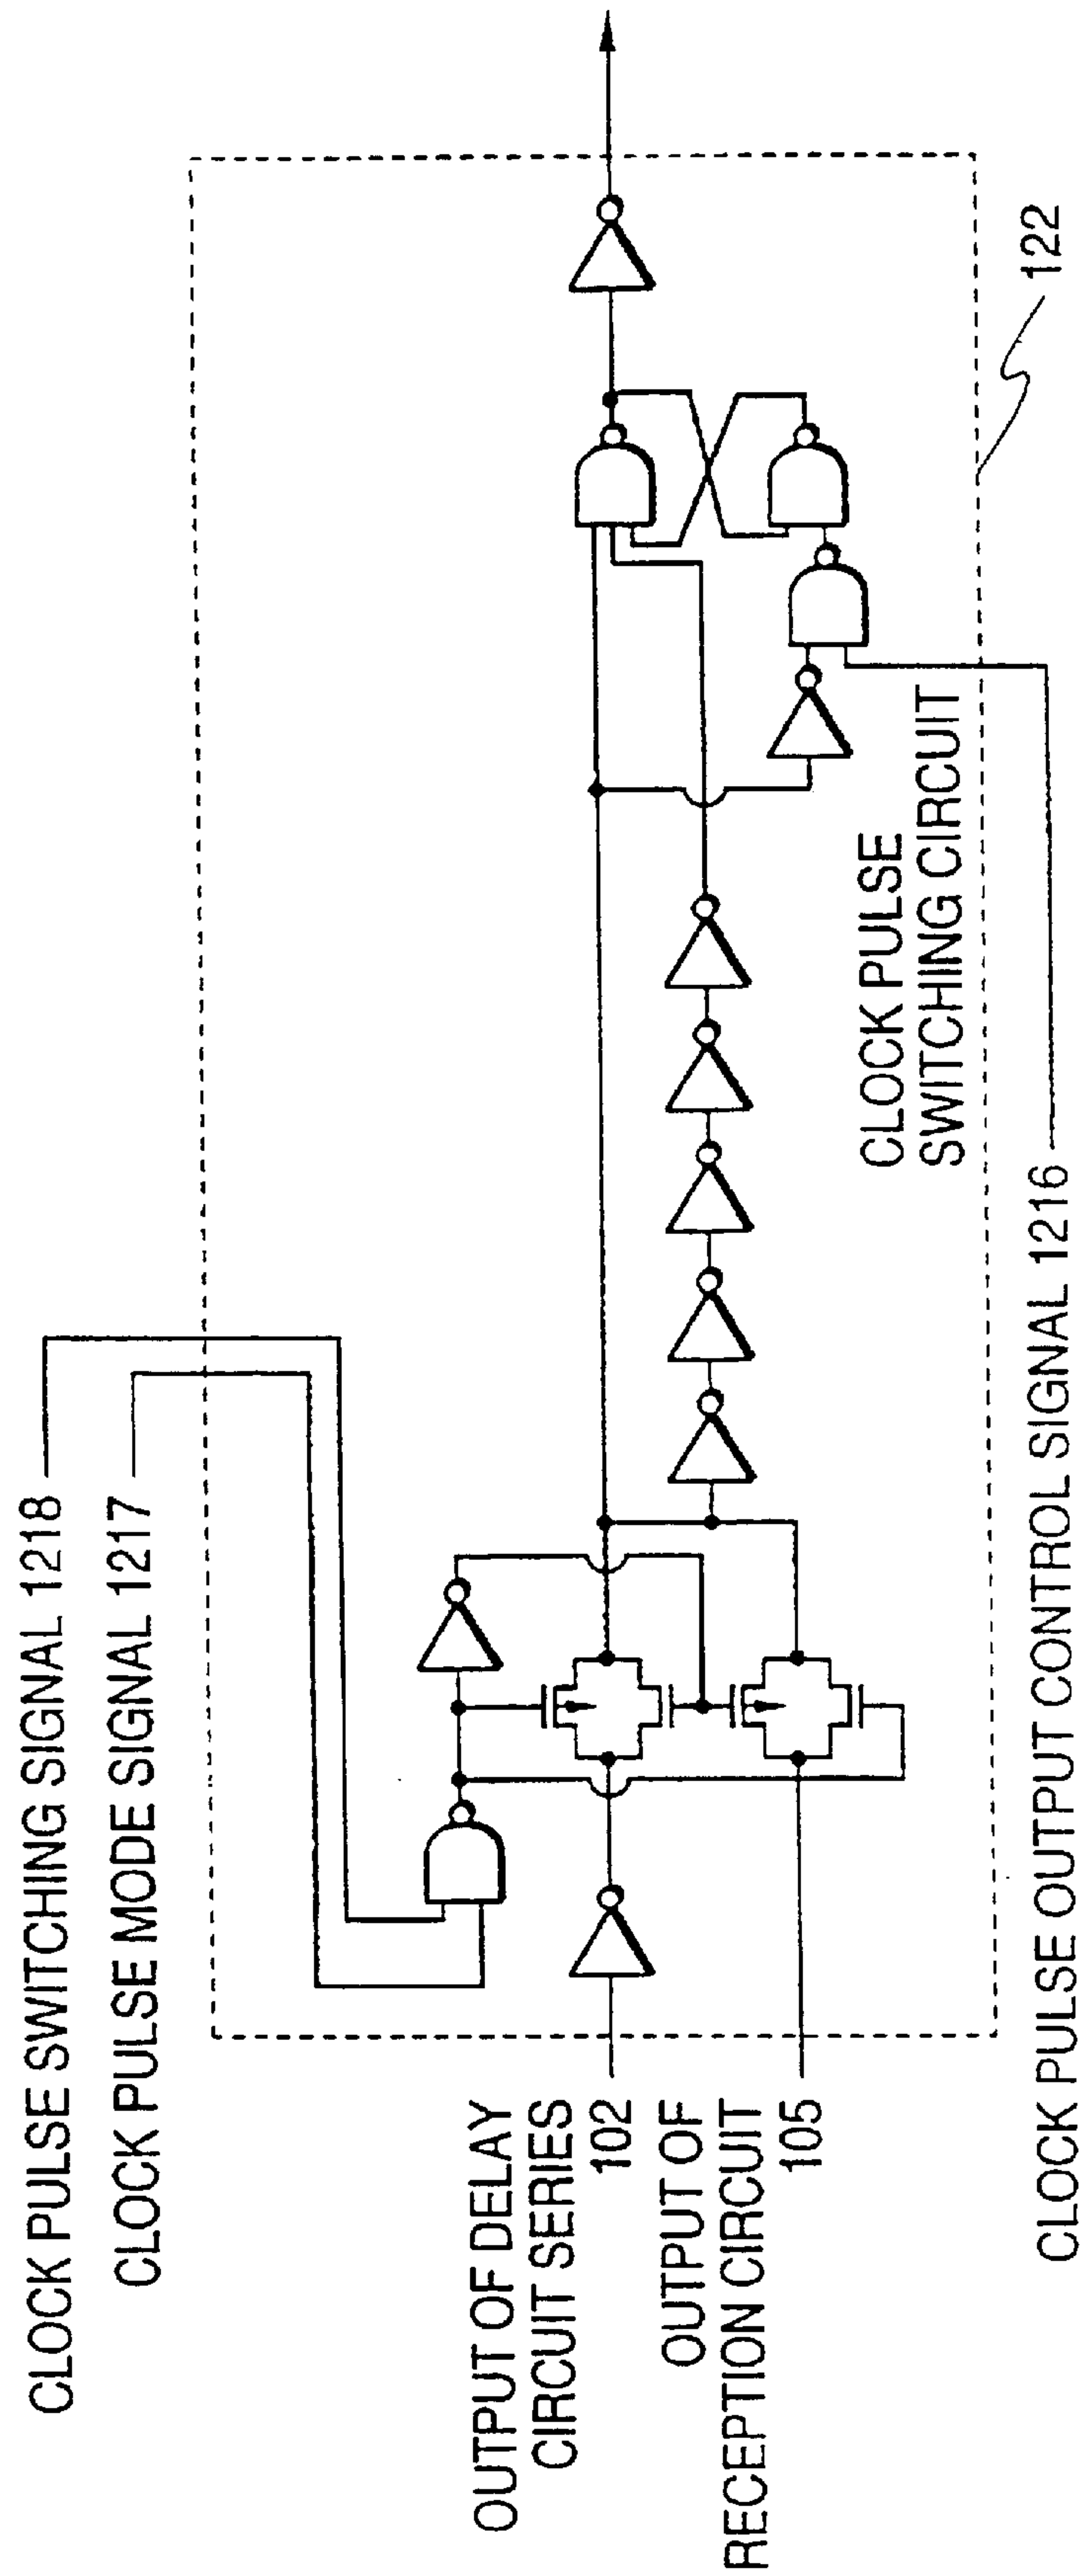 CLOCK PULSE SWITCHING SIGNAL 1218
CLOCK PULSE MODE SIGNAL 1217
OUTPUT OF DELAY
CIRCUIT SERIES
102
OUTPUT OF
RECEPTION CIRCUIT
105
CLOCK PULSE
SWITCHING CIRCUIT
122
CLOCK PULSE OUTPUT CONTROL SIGNAL 1216